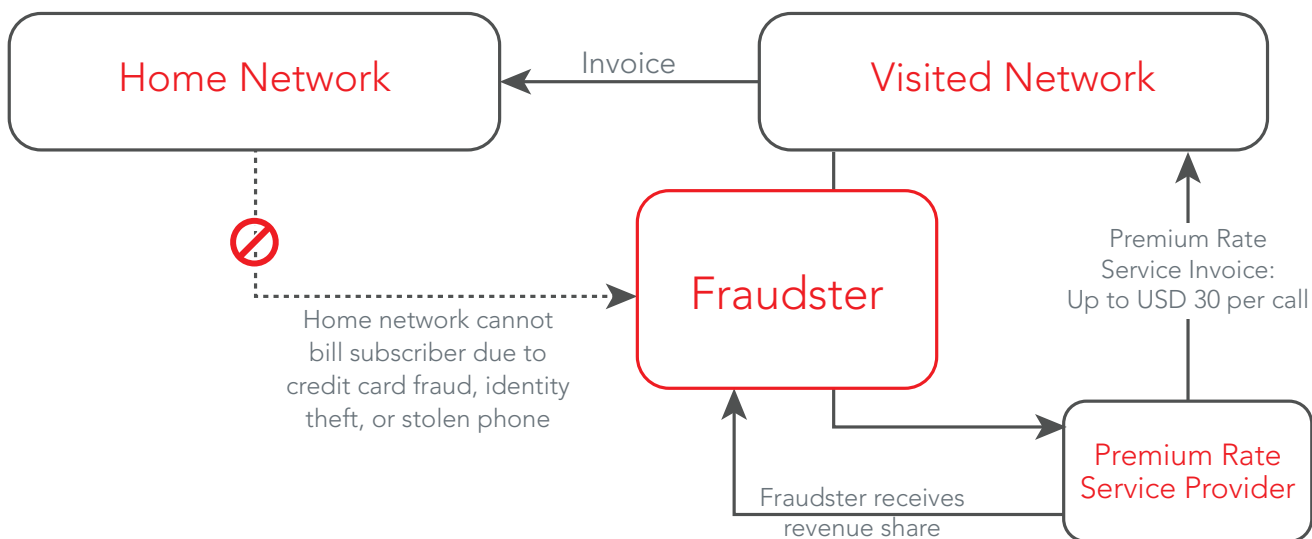 Home Network
Invoice
Visited Network
Premium Rate
Service Invoice:
Up to USD 30 per call
Fraudster
Home network cannot
bill subscriber due to
credit card fraud, identity
theft, or stolen phone
Premium Rate
Service Provider
Fraudster receives
revenue share